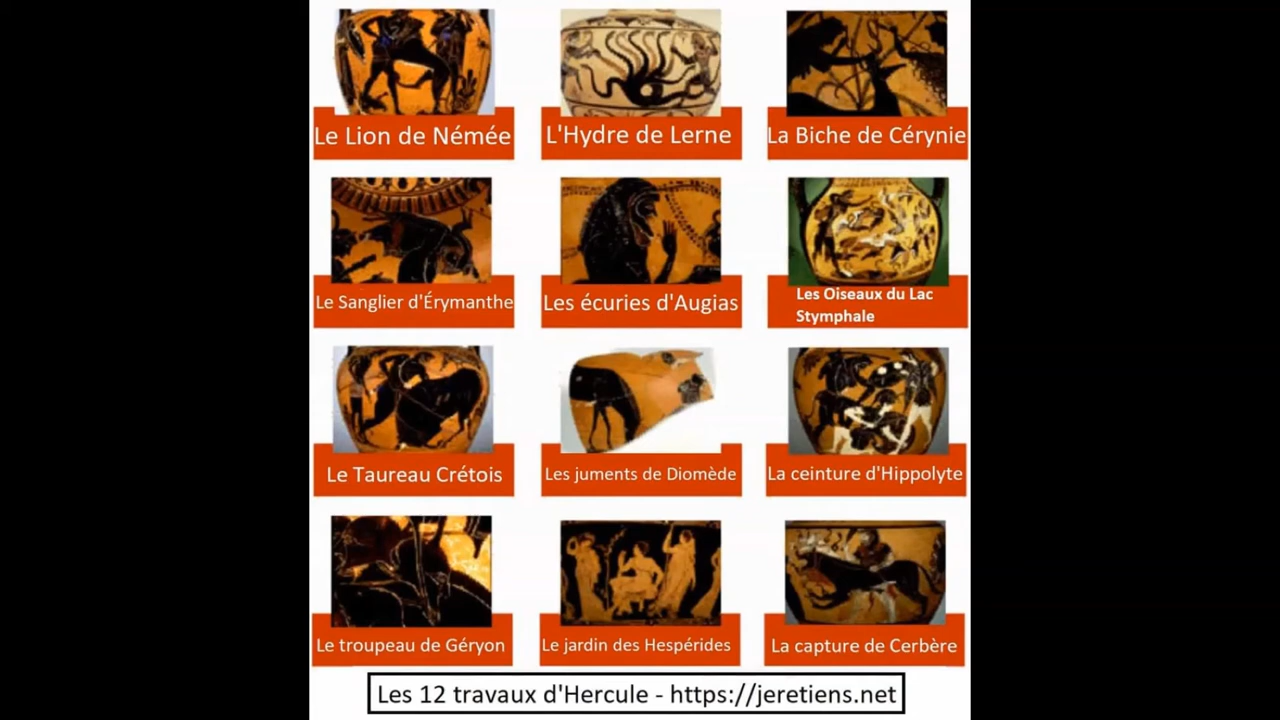 Le Lion de Némée
L'Hydre de Lerne
La Biche de Cérynie
Le Sanglier d'Érymanthe
Les écuries d'Augias
Les Oiseaux du Lac
Stymphale
Le Taureau Crétois
Les juments de Diomède
La ceinture d'Hippolyte
Le troupeau de Géryon
Le jardin des Hespérides
La capture de Cerbère
Les 12 travaux d'Hercule - https://jeretiens.net